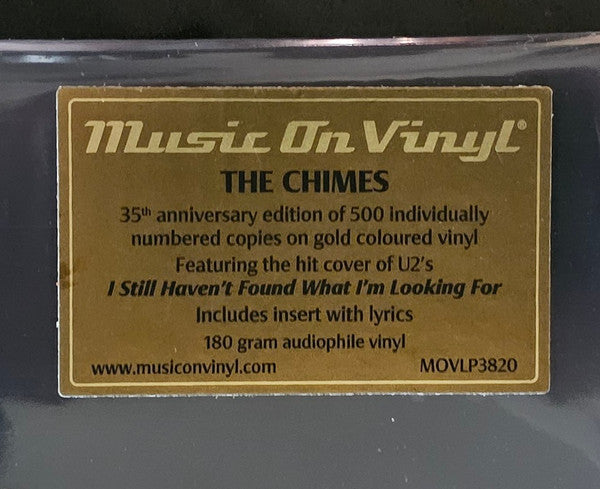 Music On Vinyl®
THE CHIMES
35th anniversary edition of 500 individually
numbered copies on gold coloured vinyl
Featuring the hit cover of U2's
I Still Haven't Found What I'm Looking For
Includes insert with lyrics
180 gram audiophile vinyl
www.musiconvinyl.com MOVLP3820